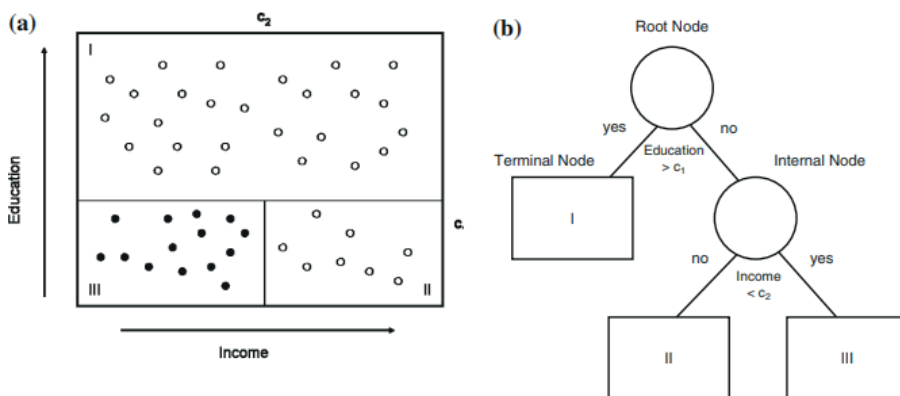 (a)
c₂
I
Education
c
III
II
Income
(b)
Root Node
yes
no
Education
> c₁
Terminal Node
Internal Node
I
no
yes
Income
< c₂
II
III